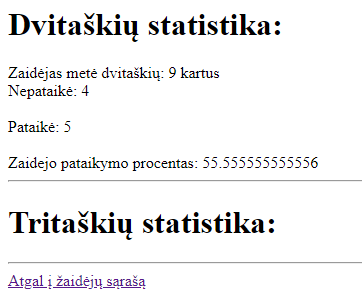 Dvitaškių statistika:
Zaidėjas metė dvitaškių: 9 kartus
Nepataikė: 4
Pataikė: 5
Zaidejo pataikymo procentas: 55.555555555556
Tritaškių statistika:
Atgal į žaidėjų sąrašą